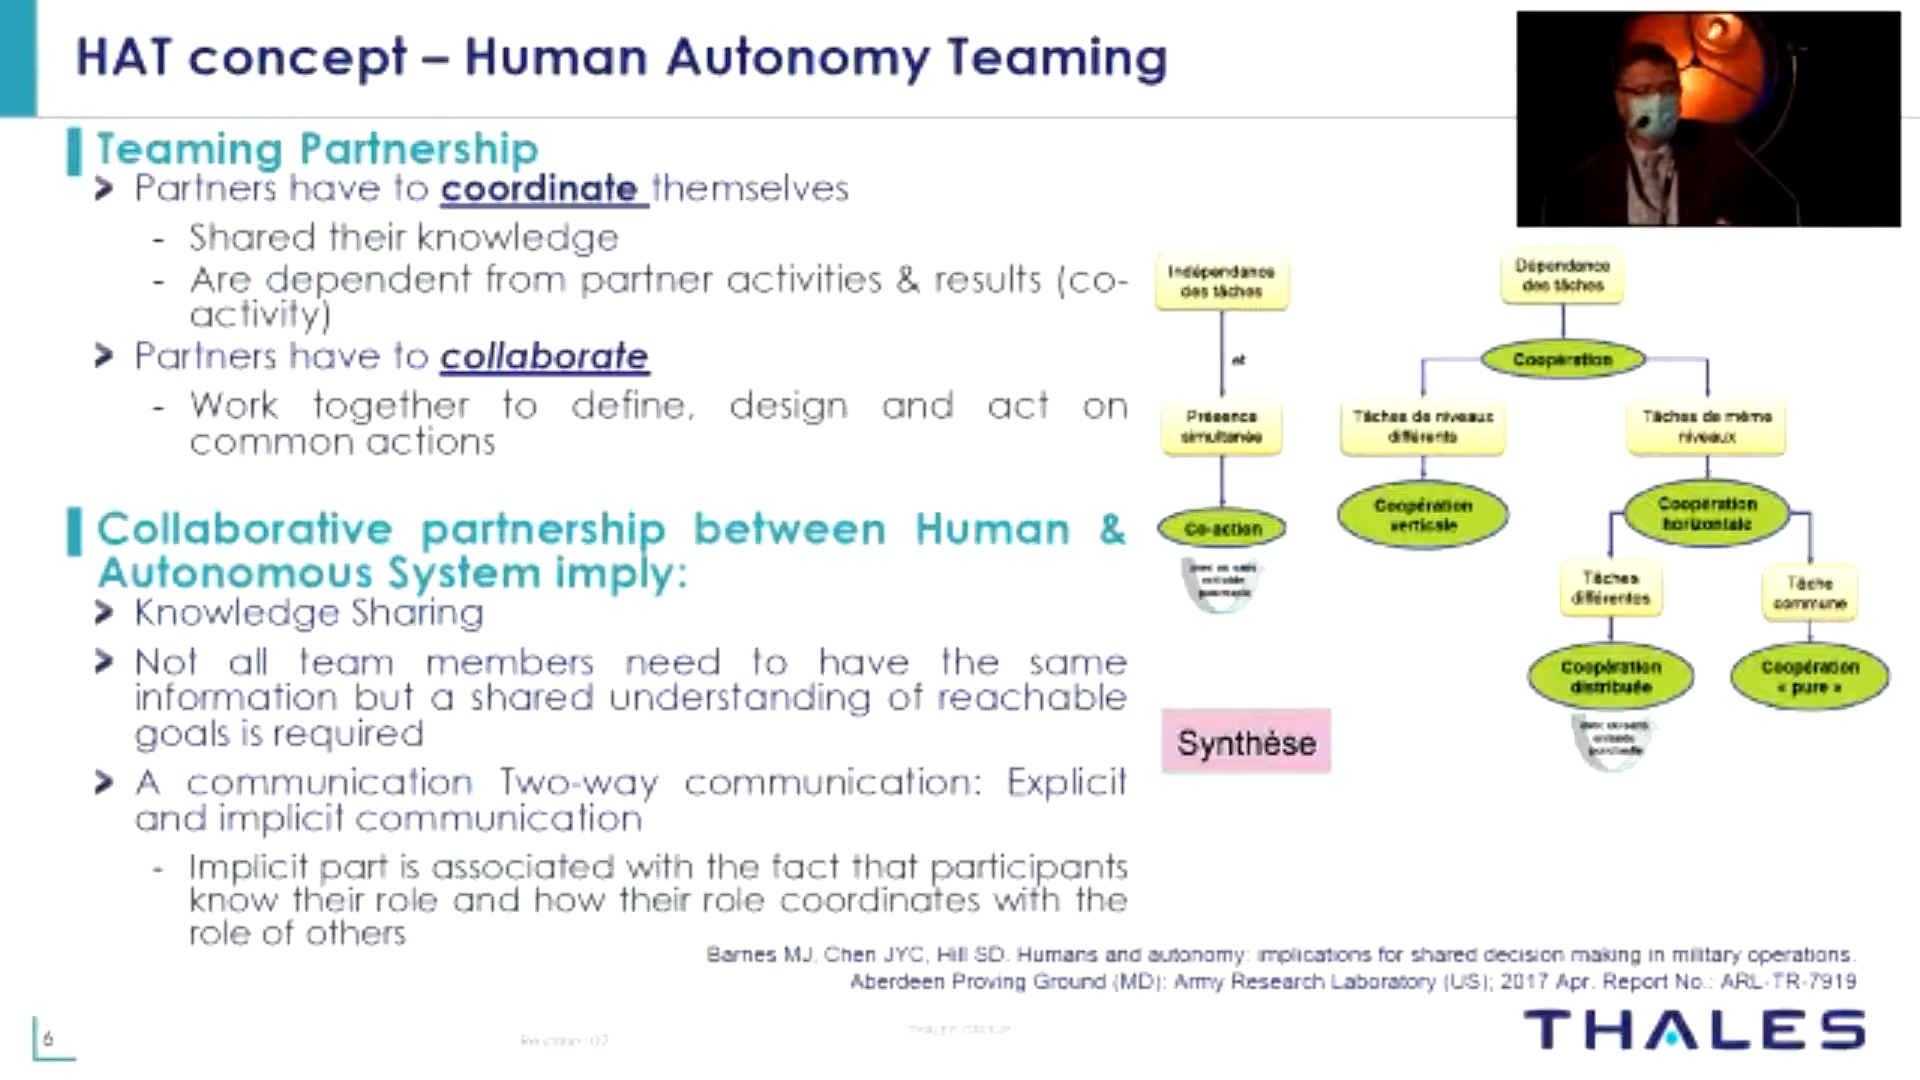 HAT concept – Human Autonomy Teaming
Teaming Partnership
> Partners have to coordinate themselves
- Shared their knowledge
- Are dependent from partner activities & results (co-
activity)
> Partners have to collaborate
- Work together to define, design and act on
common actions
Collaborative partnership between Human &
Autonomous System imply:
> Knowledge Sharing
> Not all team members need to have the same
information but a shared understanding of reachable
goals is required
> A communication Two-way communication: Explicit
and implicit communication
- Implicit part is associated with the fact that participants
know their role and how their role coordinates with the
role of others
Indépendance
des tâches
et
Présence
simultanée
Co-action
Dépendance
des tâches
Coopération
Tâches de niveaux
différents
Coopération
verticale
Tâches de même
niveaux
Coopération
horizontale
Tâches
différentes
Coopération
distribuée
Tâche
commune
Coopération
« pure »
Synthèse
Barnes MJ, Chen JYC, Hill SD. Humans and autonomy: implications for shared decision making in military operations.
Aberdeen Proving Ground (MD): Army Research Laboratory (US); 2017 Apr. Report No.: ARL-TR-7919
6
THALES GROUP
THALES